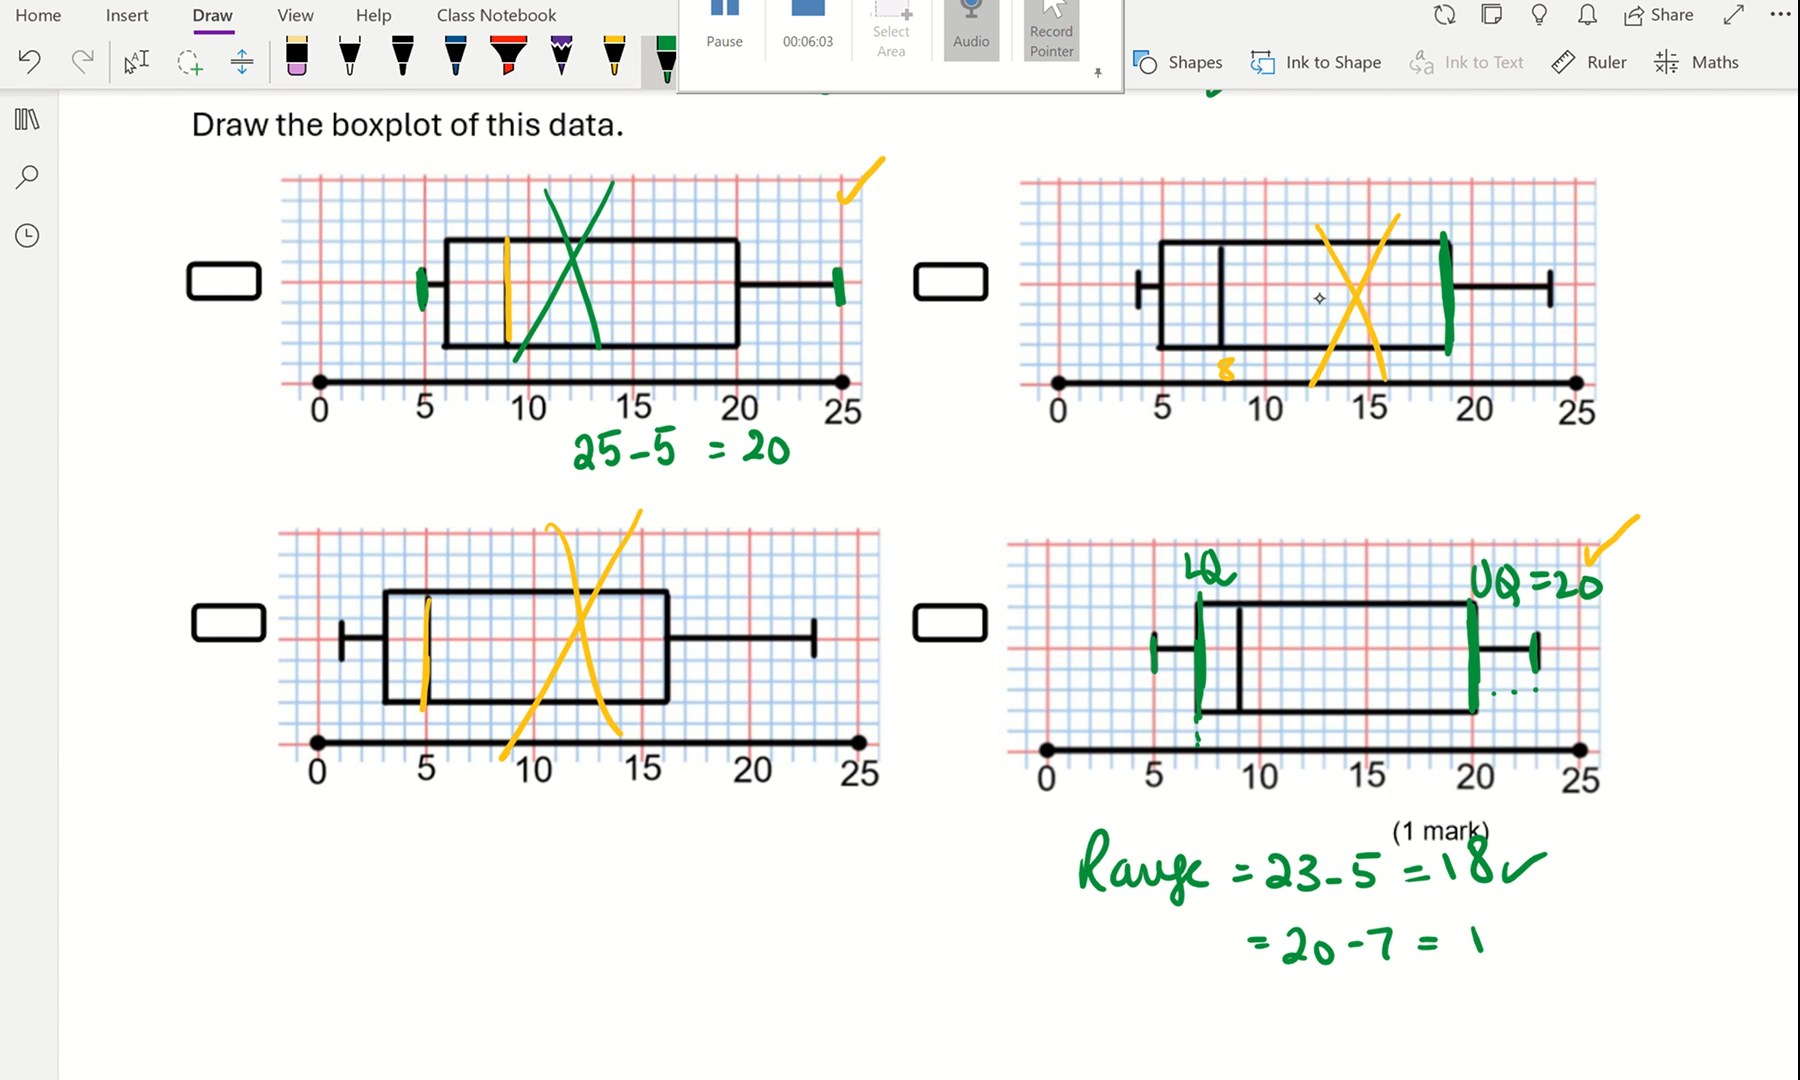 Home Insert Draw View Help Class Notebook
Pause 00:06:03 Select Area Audio Record Pointer
Share
Shapes Ink to Shape Ink to Text Ruler Maths
Draw the boxplot of this data.
0 5 10 15 20 25
25-5 = 20
8
0 5 10 15 20 25
0 5 10 15 20 25
LQ UQ=20
0 5 10 15 20 25
(1 mark)
Range = 23-5 = 18✓
= 20-7 = 1